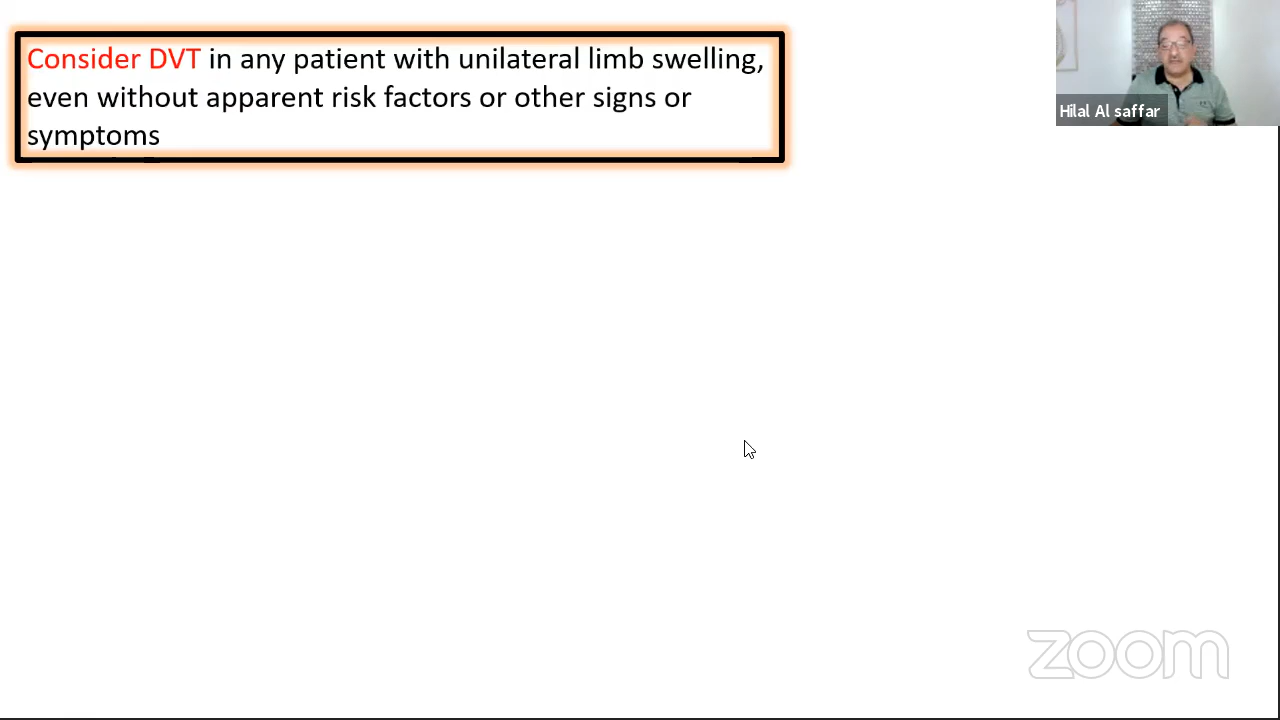 Consider DVT in any patient with unilateral limb swelling,
even without apparent risk factors or other signs or
symptoms
Hilal Al saffar
zoom